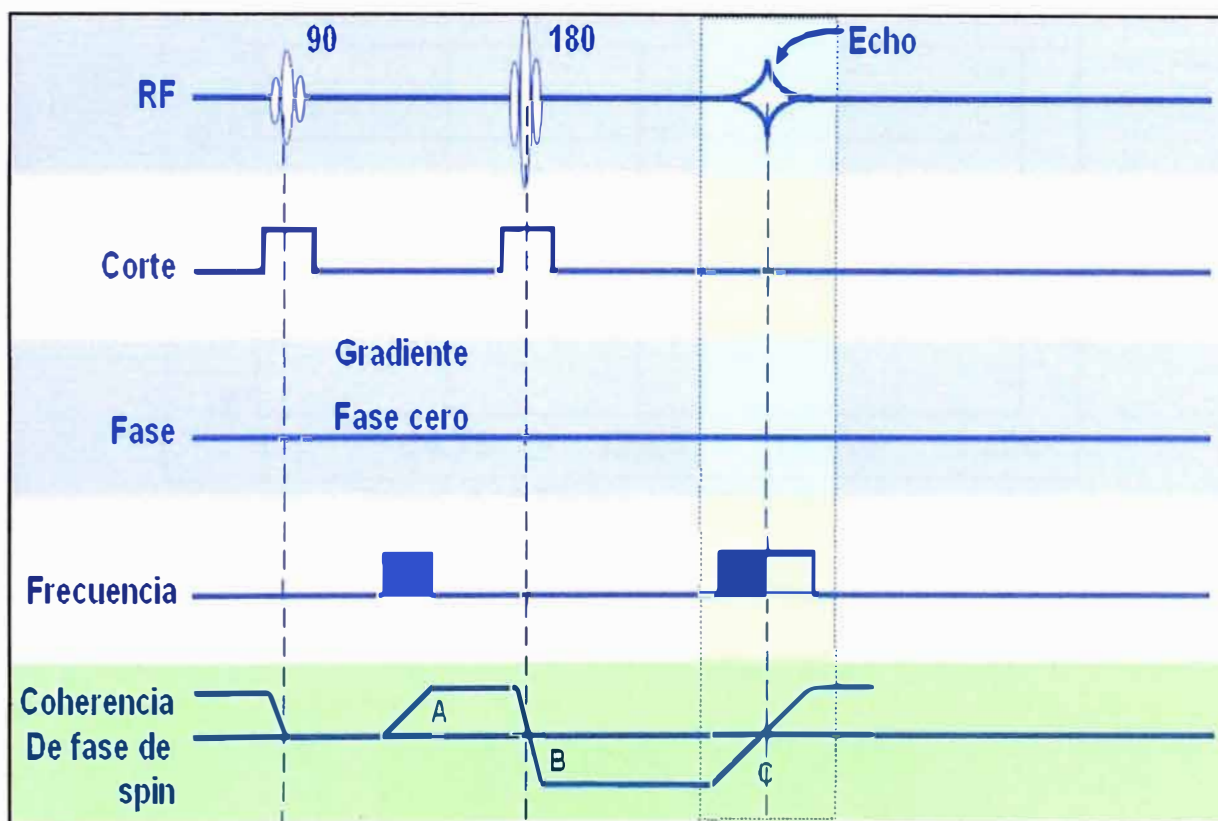 90
180
Echo
RF
Corte
Gradiente
Fase cero
Fase
Frecuencia
Coherencia
De fase de
spin
A
B
C